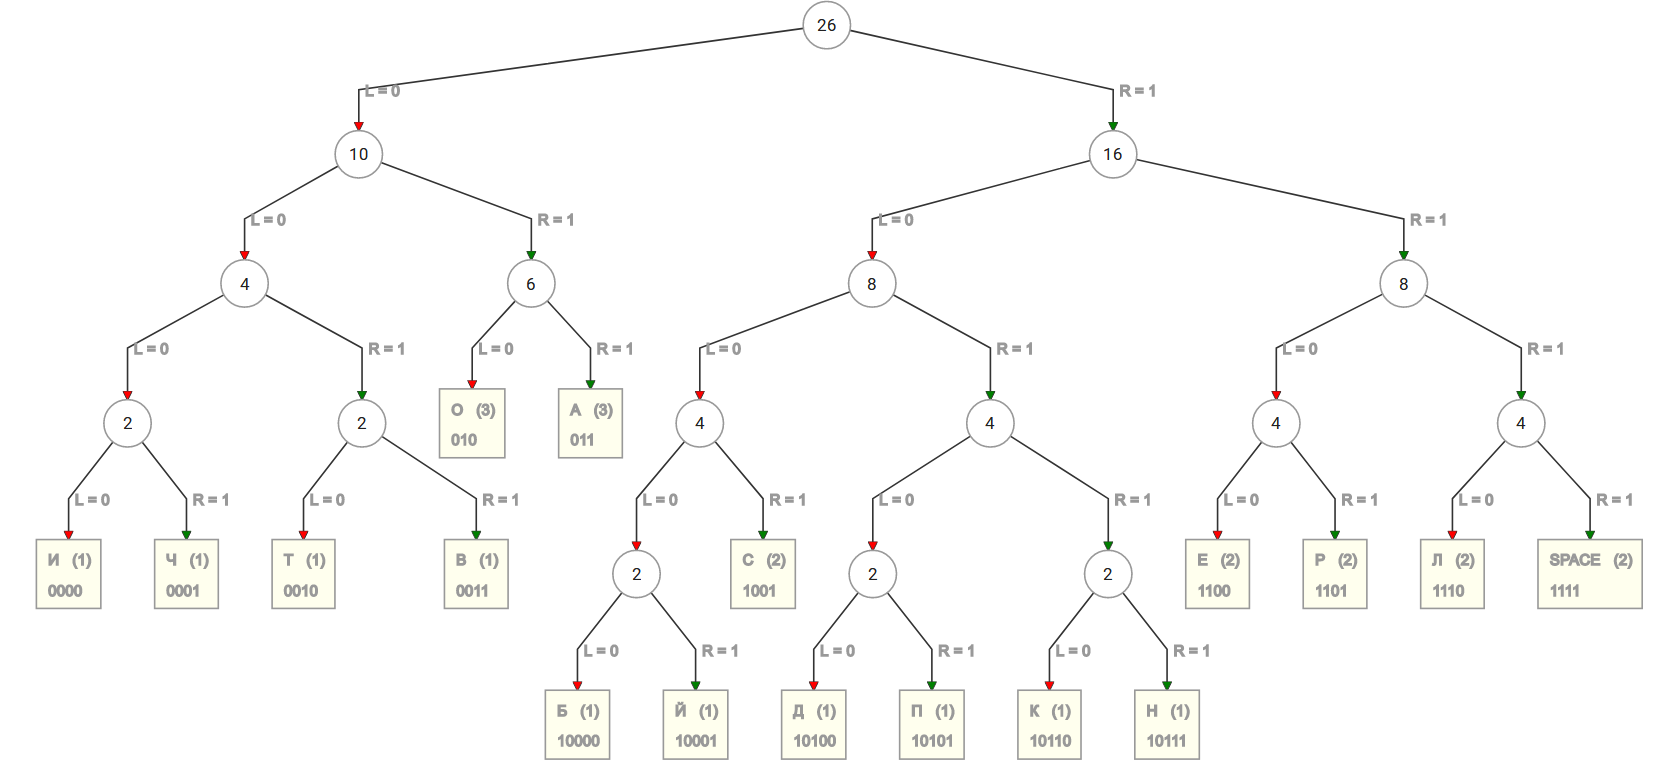 26
L = 0
R = 1
10
16
L = 0
R = 1
L = 0
R = 1
4
6
8
8
L = 0
R = 1
L = 0
R = 1
L = 0
R = 1
L = 0
R = 1
2
2
О (3)
010
А (3)
011
4
4
4
4
L = 0
R = 1
L = 0
R = 1
L = 0
R = 1
L = 0
R = 1
L = 0
R = 1
L = 0
R = 1
И (1)
0000
Ч (1)
0001
Т (1)
0010
В (1)
0011
2
С (2)
1001
2
2
Е (2)
1100
Р (2)
1101
Л (2)
1110
SPACE (2)
1111
L = 0
R = 1
L = 0
R = 1
L = 0
R = 1
Б (1)
10000
Й (1)
10001
Д (1)
10100
П (1)
10101
К (1)
10110
Н (1)
10111